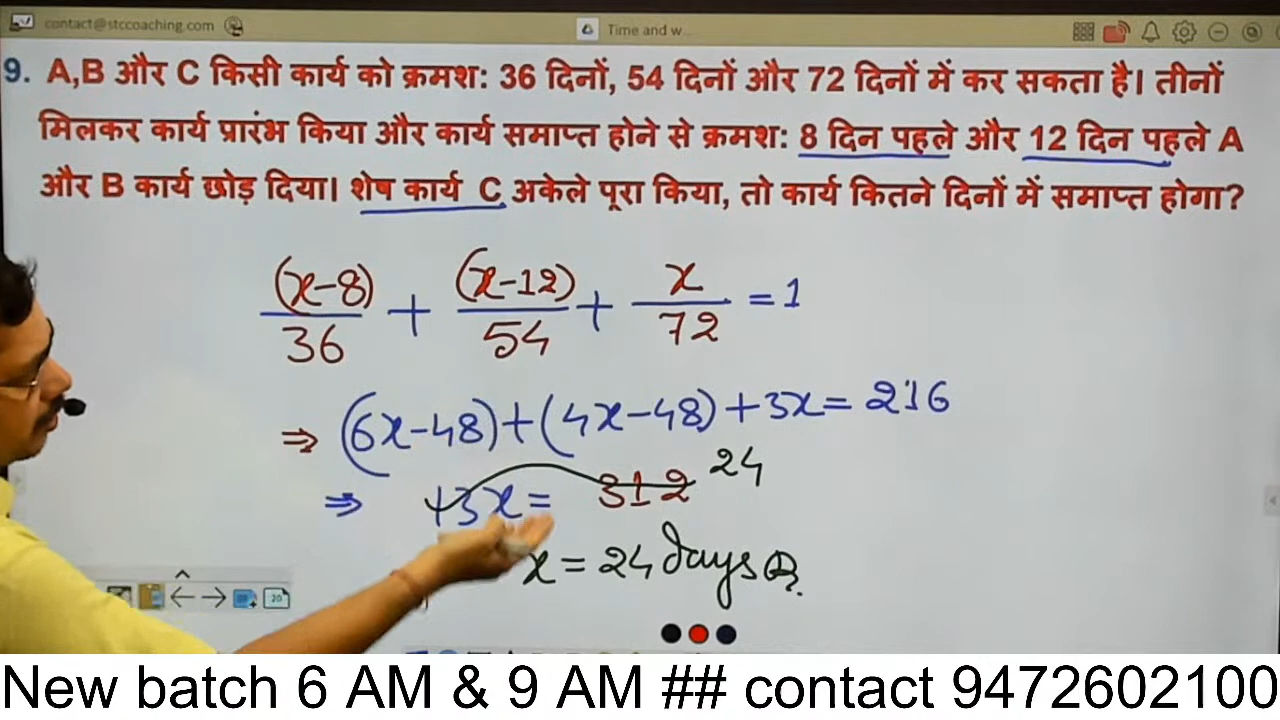 contact@stccoaching.com
Time and w...
9. A,B और C किसी कार्य को क्रमश: 36 दिनों, 54 दिनों और 72 दिनों में कर सकता है। तीनों
मिलकर कार्य प्रारंभ किया और कार्य समाप्त होने से क्रमश: 8 दिन पहले और 12 दिन पहले A
और B कार्य छोड़ दिया। शेष कार्य C अकेले पूरा किया, तो कार्य कितने दिनों में समाप्त होगा?
(x-8)/36 + (x-12)/54 + x/72 = 1
⇒ (6x-48)+(4x-48)+3x=216
⇒ 13x= 312 24
x = 24 days
20
New batch 6 AM & 9 AM ## contact 9472602100